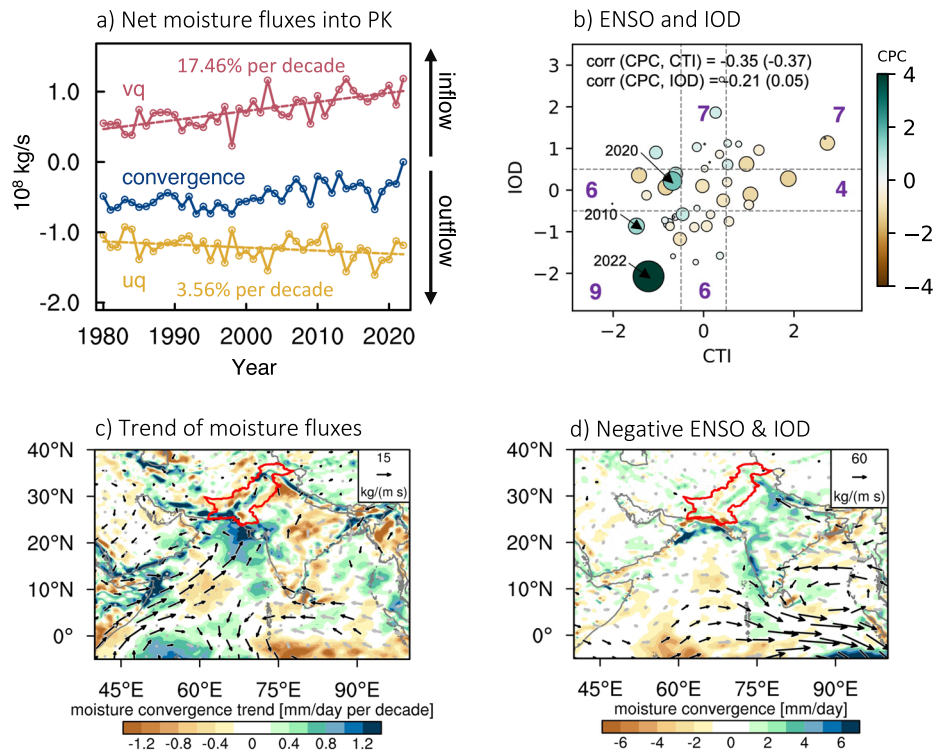 a) Net moisture fluxes into PK
17.46% per decade
vq
convergence
uq
3.56% per decade
inflow
outflow
10⁸ kg/s
1.0
0.0
-1.0
-2.0
1980 1990 2000 2010 2020
Year
b) ENSO and IOD
corr (CPC, CTI) = -0.35 (-0.37)
corr (CPC, IOD) = -0.21 (0.05)
7 7
2020
6 4
2010
2022
9 6
IOD
3
2
1
0
−1
−2
−2 0 2
CTI
CPC
4
2
0
−2
−4
c) Trend of moisture fluxes
15
kg/(m s)
40°N
30°N
20°N
10°N
0°
45°E 60°E 75°E 90°E
moisture convergence trend [mm/day per decade]
-1.2 -0.8 -0.4 0 0.4 0.8 1.2
d) Negative ENSO & IOD
60
kg/(m s)
40°N
30°N
20°N
10°N
0°
45°E 60°E 75°E 90°E
moisture convergence [mm/day]
-6 -4 -2 0 2 4 6